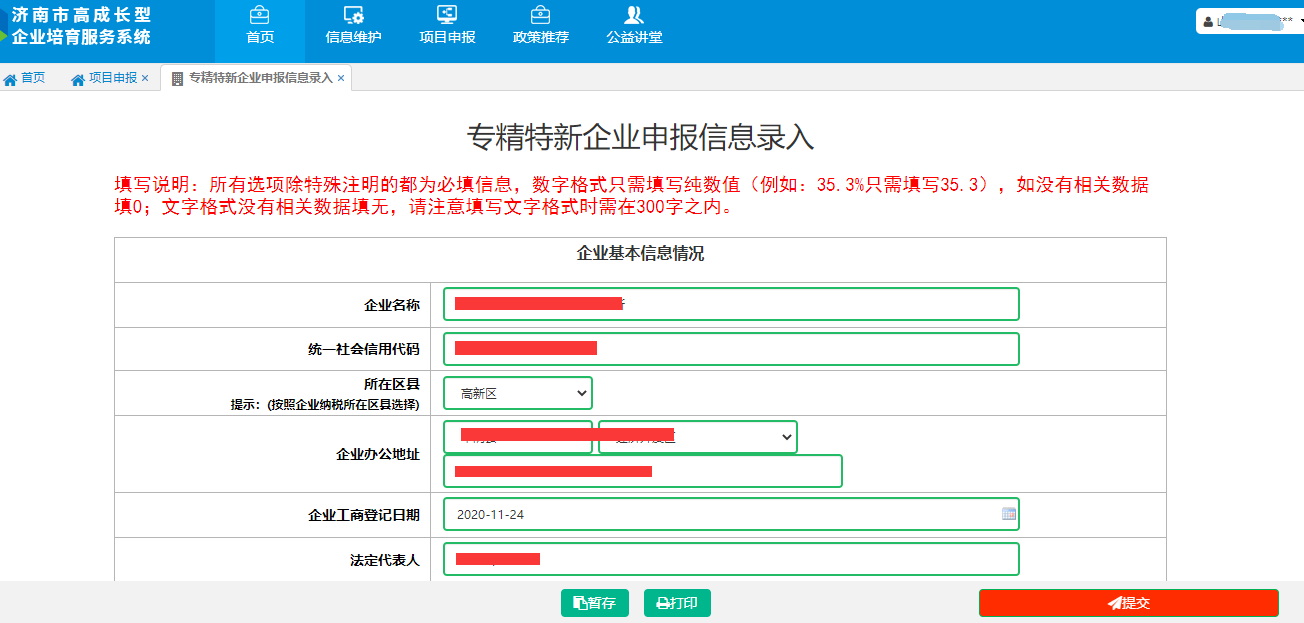 济南市高成长型
企业培育服务系统
首页
信息维护
项目申报
政策推荐
公益讲堂
首页
项目申报 ×
专精特新企业申报信息录入 ×
专精特新企业申报信息录入
填写说明：所有选项除特殊注明的都为必填信息，数字格式只需填写纯数值（例如：35.3%只需填写35.3），如没有相关数据
填0；文字格式没有相关数据填无，请注意填写文字格式时需在300字之内。
企业基本信息情况
企业名称
统一社会信用代码
所在区县
提示：(按照企业纳税所在区县选择)
高新区
企业办公地址
企业工商登记日期
2020-11-24
法定代表人
暂存
打印
提交